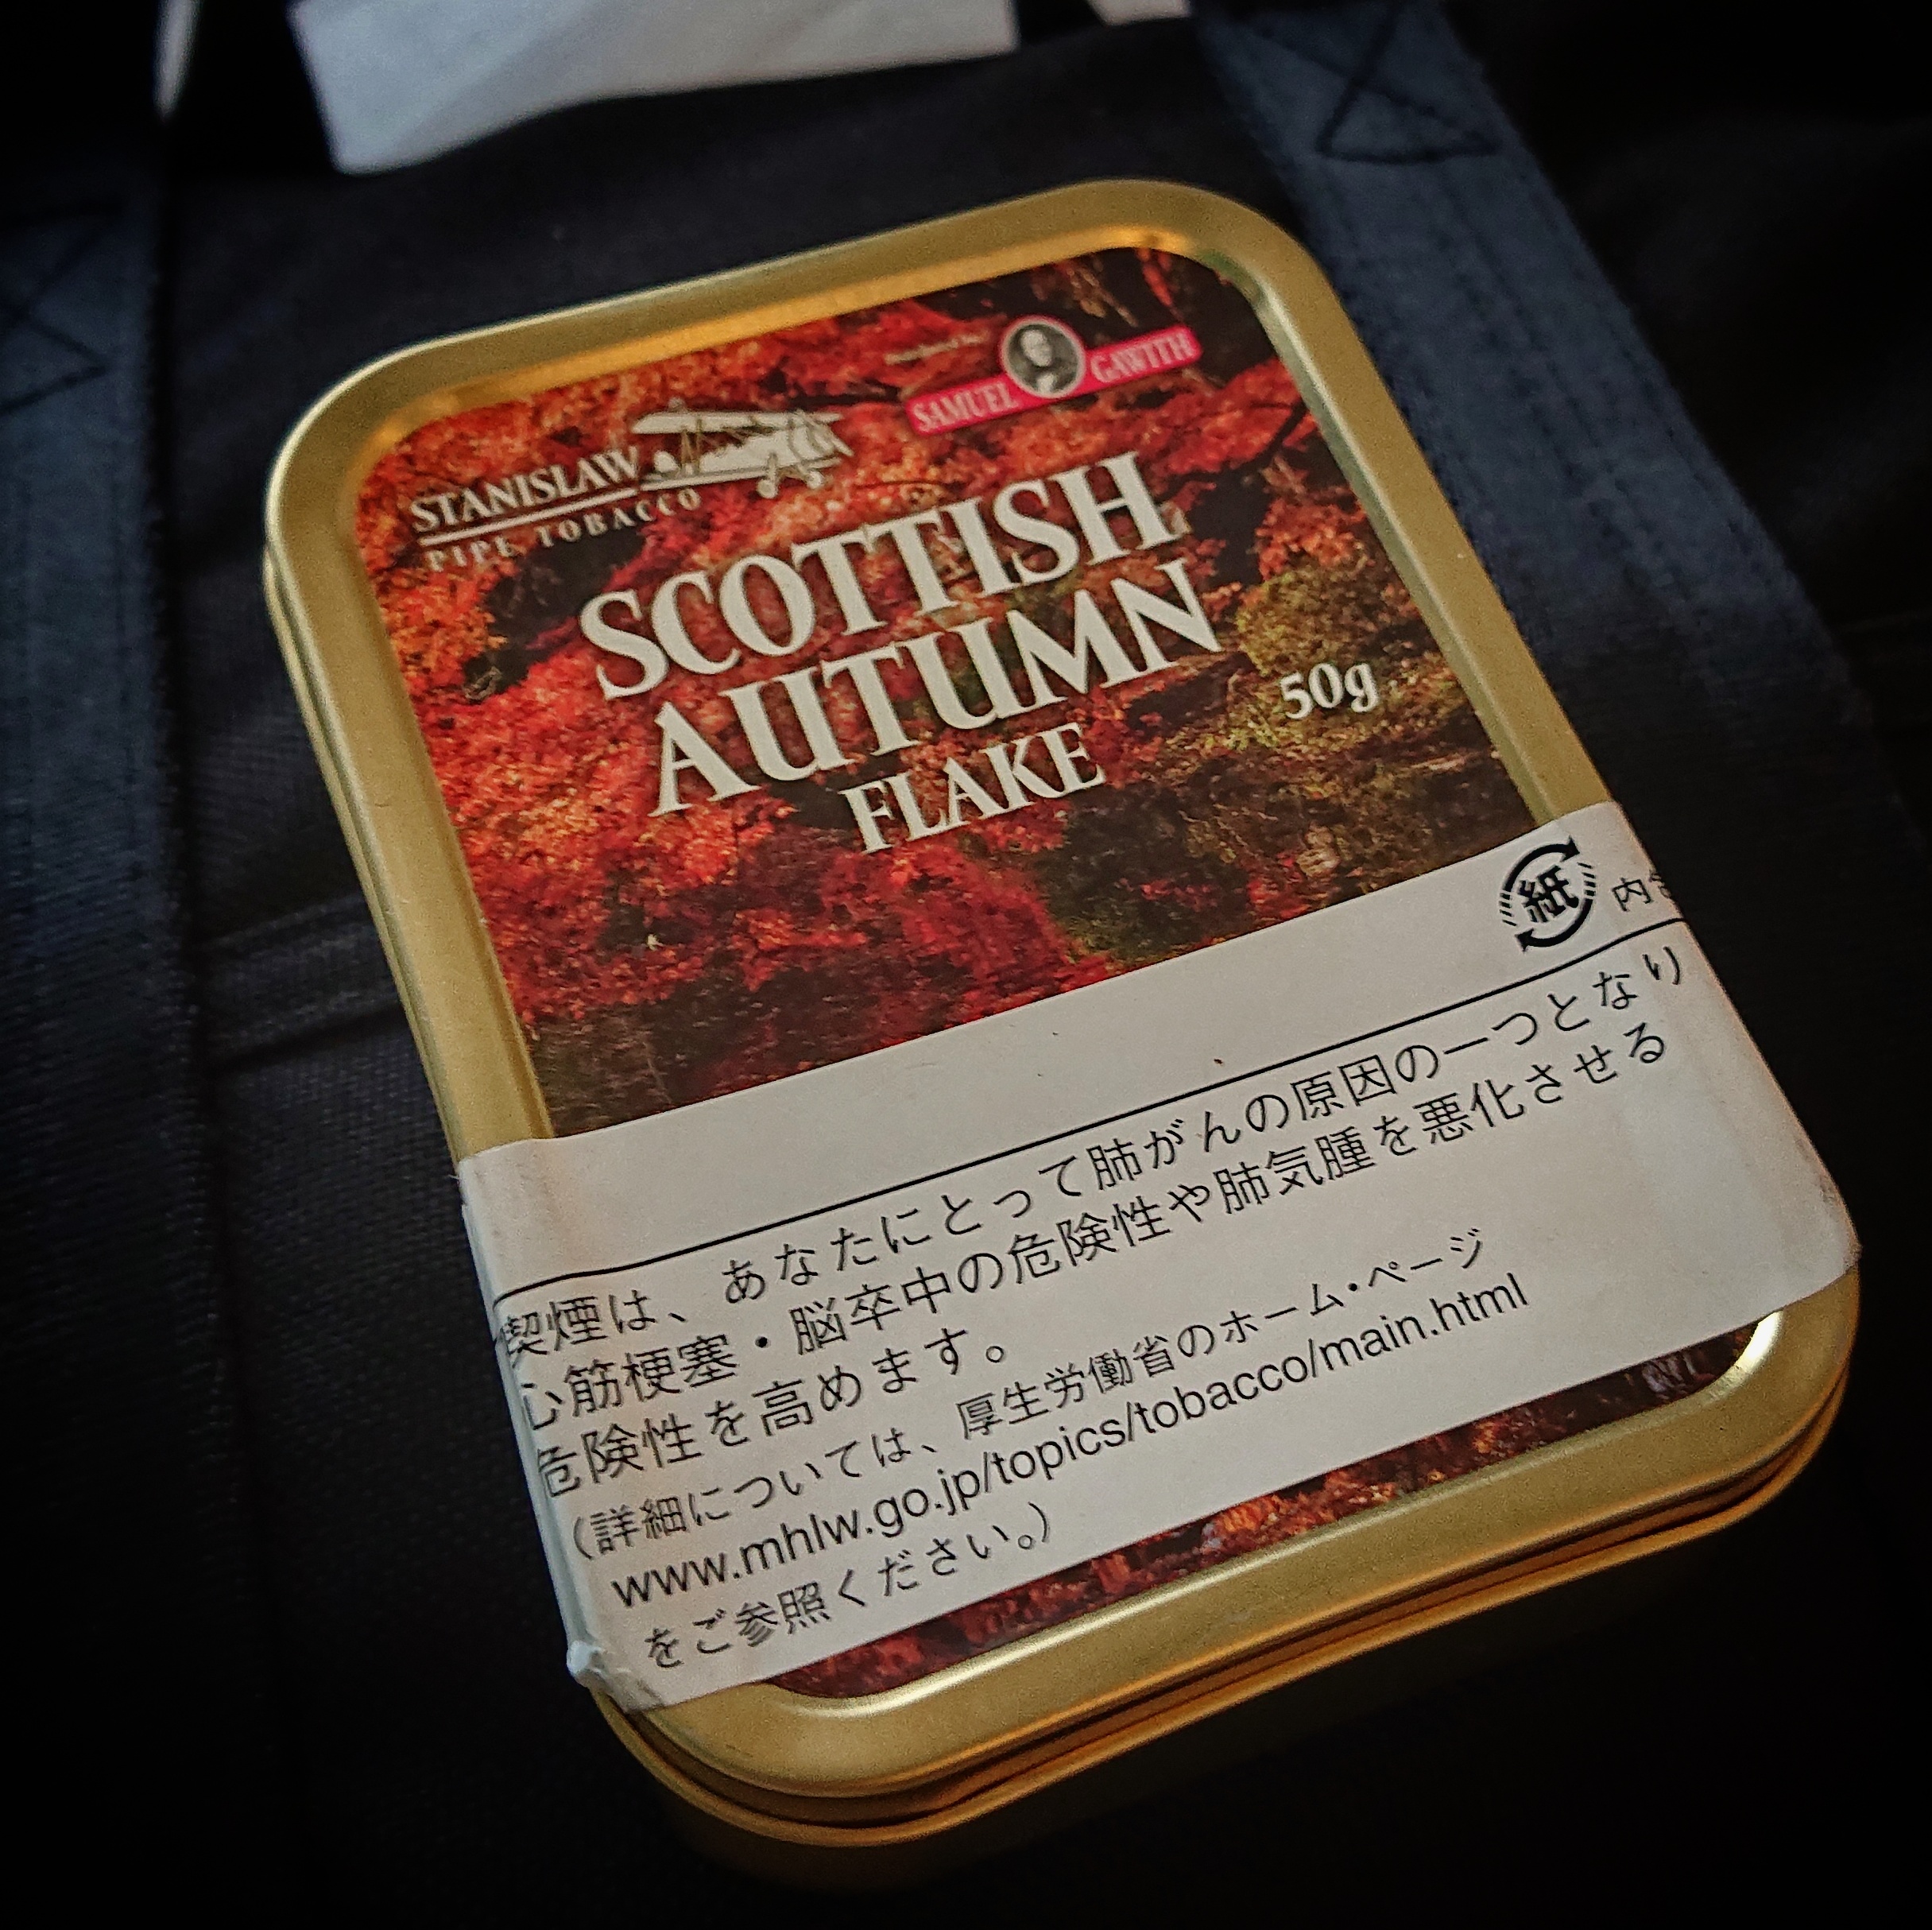 SAMUEL GAWITH
STANISLAW
PIPE TOBACCO
SCOTTISH
AUTUMN
FLAKE
50g
紙 内
喫煙は、あなたにとって肺がんの原因の一つとなり
心筋梗塞・脳卒中の危険性や肺気腫を悪化させる
危険性を高めます。
(詳細については、厚生労働省のホーム・ページ
www.mhlw.go.jp/topics/tobacco/main.html
をご参照ください。)